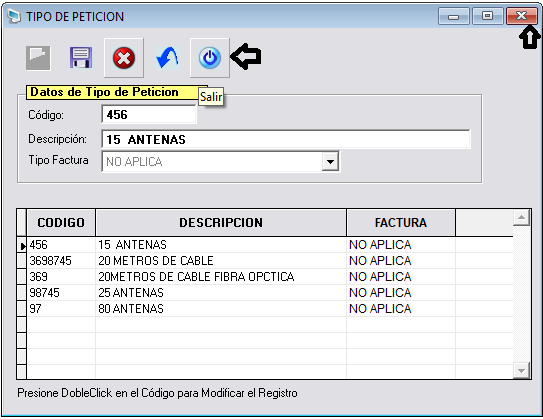 TIPO DE PETICION
Datos de Tipo de Peticion
Salir
Código: 456
Descripción: 15 ANTENAS
Tipo Factura NO APLICA
CODIGO DESCRIPCION FACTURA
456 15 ANTENAS NO APLICA
3698745 20 METROS DE CABLE NO APLICA
369 20METROS DE CABLE FIBRA OPCTICA NO APLICA
98745 25 ANTENAS NO APLICA
97 80 ANTENAS NO APLICA
Presione DobleClick en el Código para Modificar el Registro